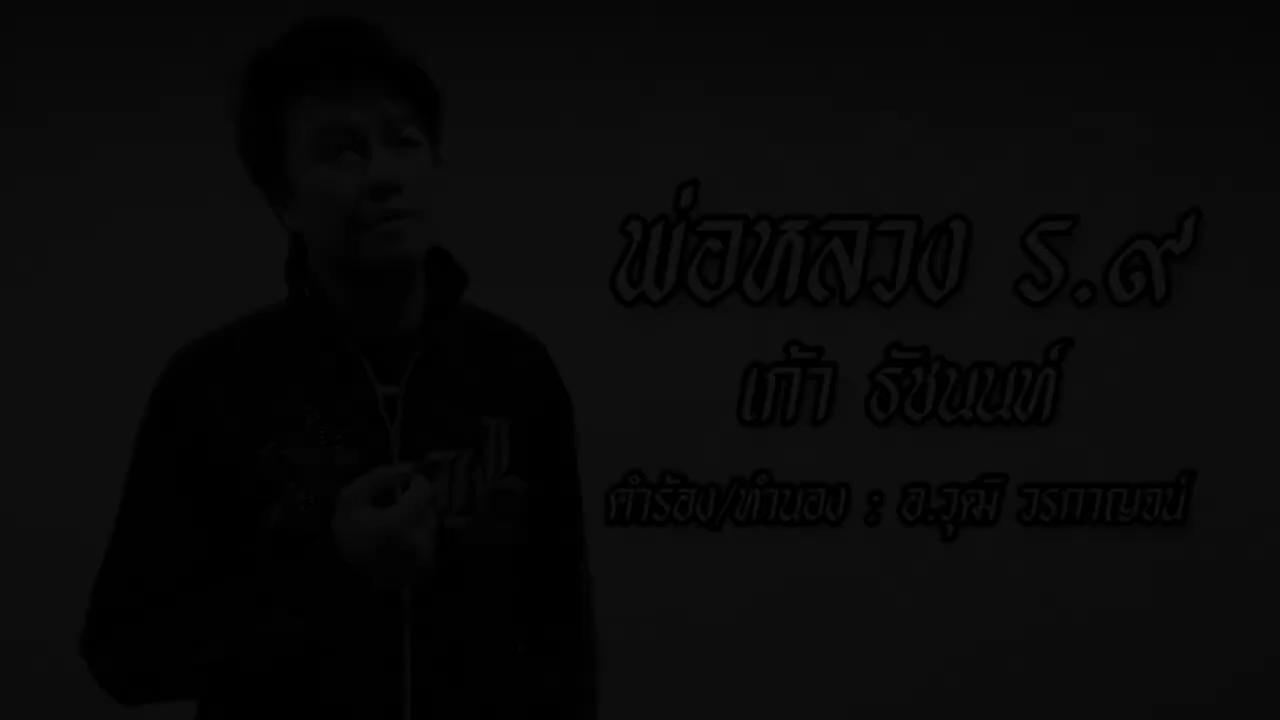 พ่อหลวง ร.๙
เก้า ธัชนนท์
คำร้อง/ทำนอง : อ.วุฒิ วรกาญจน์